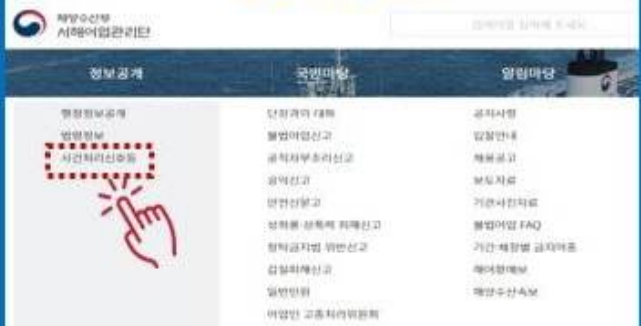 해양수산부
서해어업관리단
정보공개
국민마당
알림마당
행정정보공개
법령정보
사건처리신호등
단장과의 대화
불법어업신고
공직자부조리신고
공익신고
안전신문고
성희롱·성폭력 피해신고
청탁금지법 위반신고
갑질피해신고
일반민원
어업인 고충처리위원회
공지사항
입찰안내
채용공고
보도자료
기관사진자료
불법어업 FAQ
기간·체장별 금지어종
해어황예보
해양수산속보